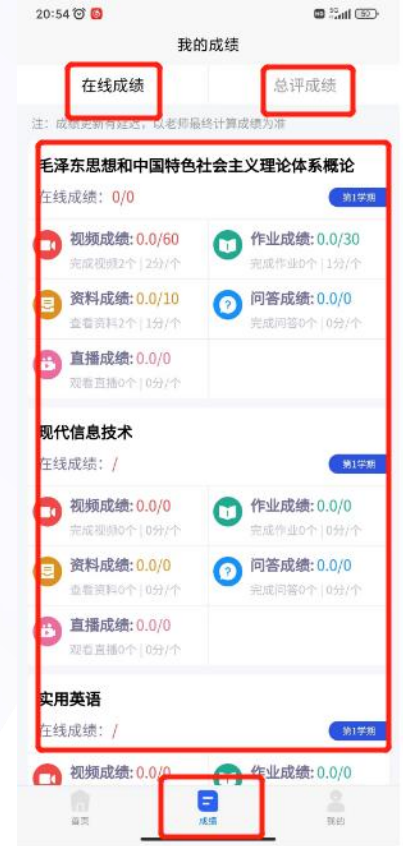 20:54
我的成绩
在线成绩 总评成绩
注：成绩更新有延迟，以老师最终计算成绩为准
毛泽东思想和中国特色社会主义理论体系概论
在线成绩：0/0 第1学期
视频成绩:0.0/60 作业成绩:0.0/30
完成视频2个 | 2分/个 完成作业0个 | 1分/个
资料成绩:0.0/10 问答成绩:0.0/0
查看资料2个 | 1分/个 完成问答0个 | 0分/个
直播成绩:0.0/0
观看直播0个 | 0分/个
现代信息技术
在线成绩：/ 第1学期
视频成绩:0.0/0 作业成绩:0.0/0
完成视频0个 | 0分/个 完成作业0个 | 0分/个
资料成绩:0.0/0 问答成绩:0.0/0
查看资料0个 | 0分/个 完成问答0个 | 0分/个
直播成绩:0.0/0
观看直播0个 | 0分/个
实用英语
在线成绩：/ 第1学期
视频成绩:0.0/0 作业成绩:0.0/0
首页 成绩 我的